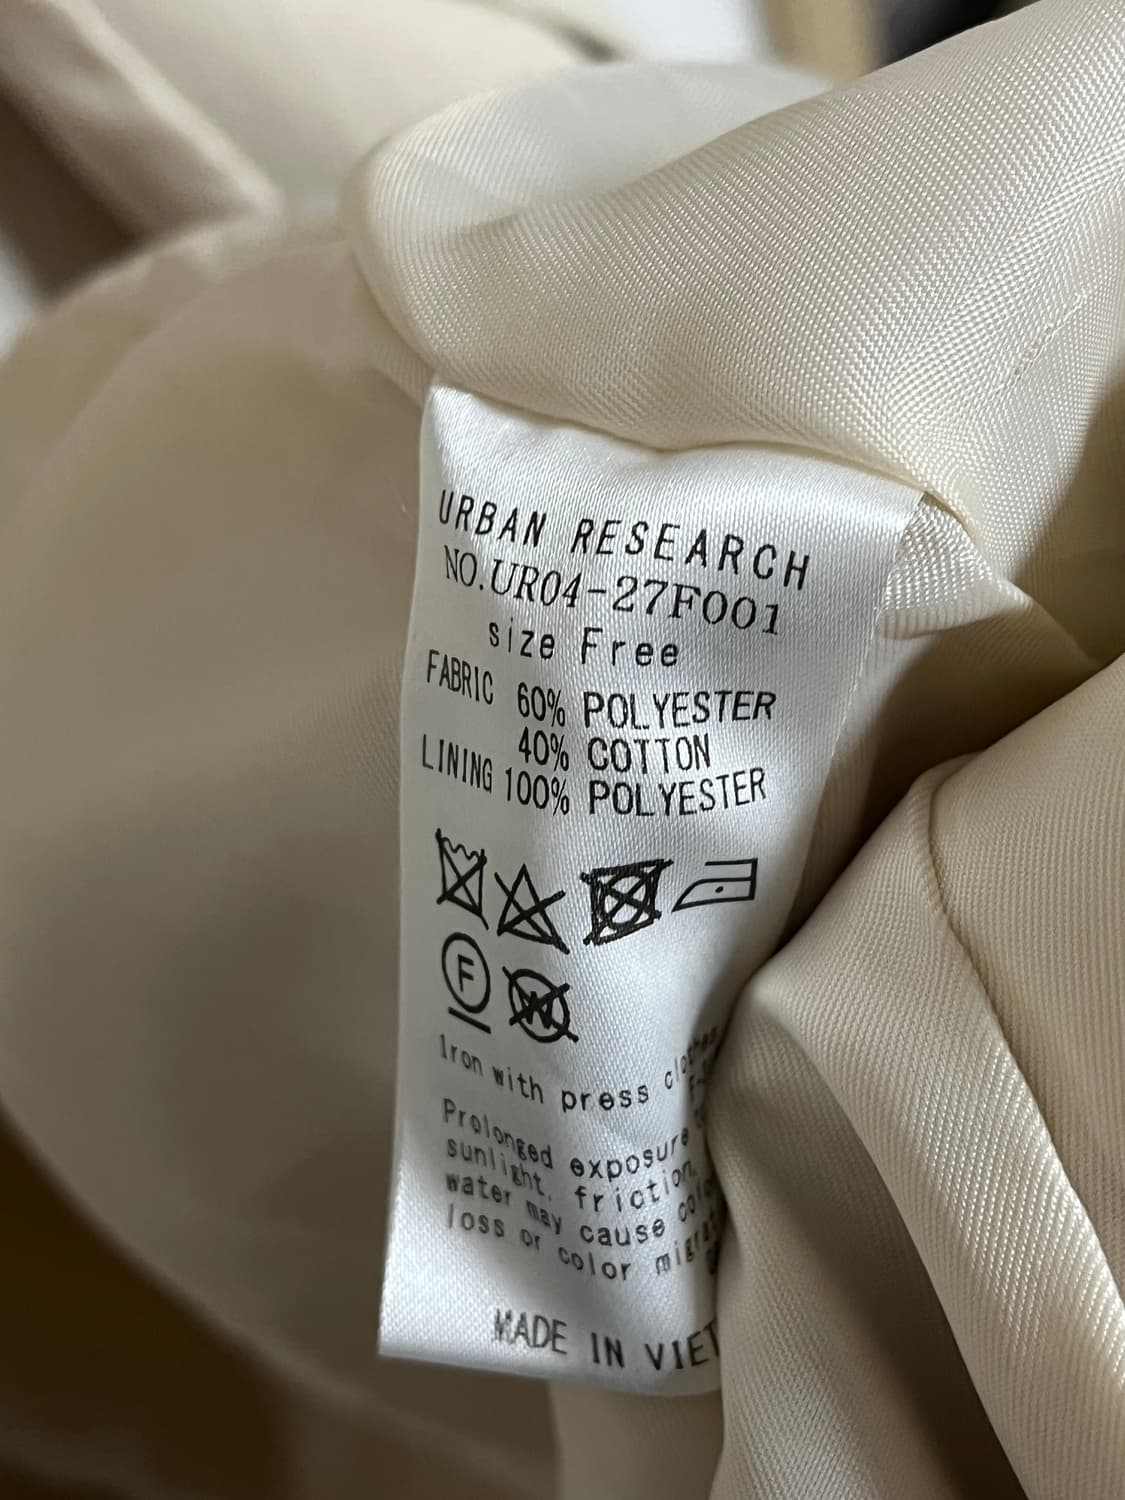 URBAN RESEARCH
NO.UR04-27F001
size Free
FABRIC 60% POLYESTER
40% COTTON
LINING 100% POLYESTER
F
W
Iron with press
Prolonged exposure
sunlight, friction,
water may cause
loss or color
MADE IN